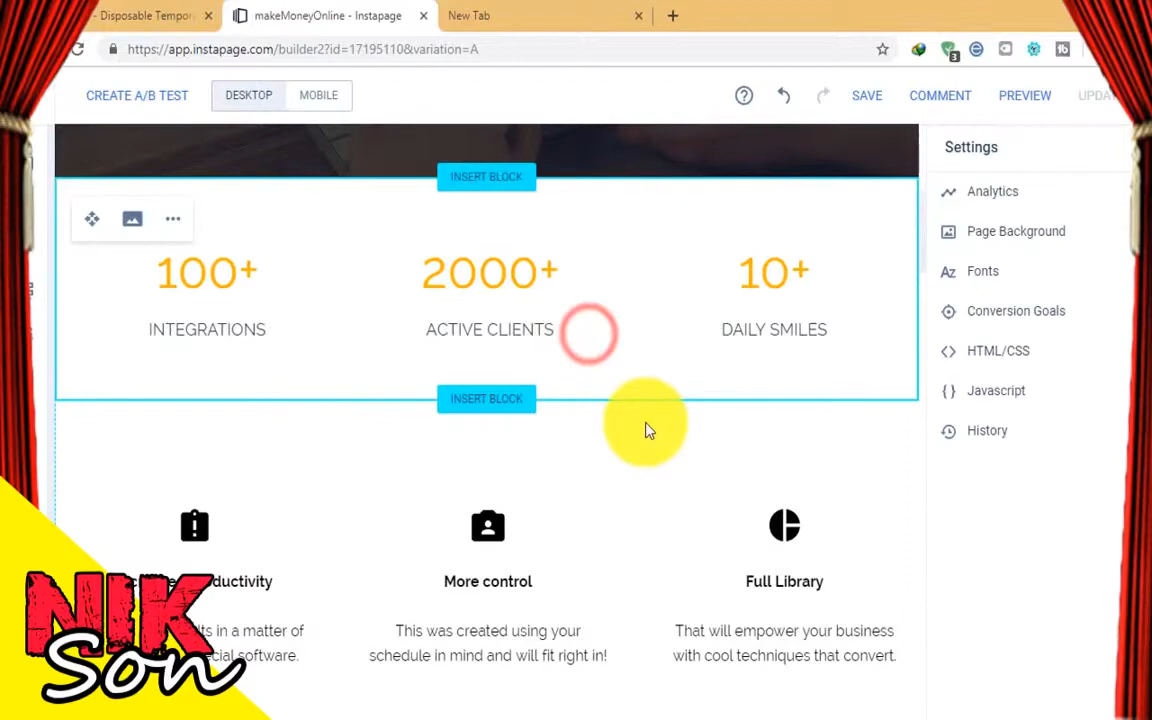 - Disposable Tempor
makeMoneyOnline - Instapage
New Tab
https://app.instapage.com/builder2?id=17195110&variation=A
3
CREATE A/B TEST
DESKTOP
MOBILE
SAVE
COMMENT
PREVIEW
UPDA
INSERT BLOCK
100+
2000+
10+
INTEGRATIONS
ACTIVE CLIENTS
DAILY SMILES
INSERT BLOCK
Settings
Analytics
Page Background
Fonts
Conversion Goals
HTML/CSS
Javascript
History
More control
Full Library
in a matter of
software.
This was created using your
schedule in mind and will fit right in!
That will empower your business
with cool techniques that convert.
NIK
Son